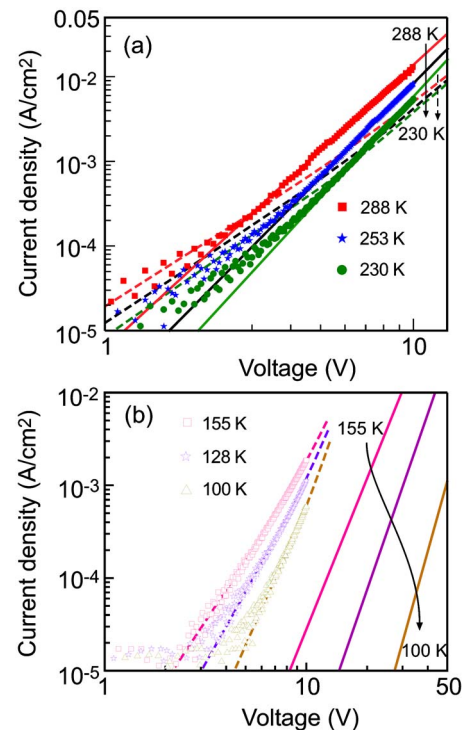 (a)
0.05
10-2
10-3
10-4
10-5
Current density (A/cm2)
288 K
230 K
288 K
253 K
230 K
1
10
Voltage (V)
(b)
10-2
10-3
10-4
10-5
Current density (A/cm2)
155 K
128 K
100 K
155 K
100 K
1
10
50
Voltage (V)